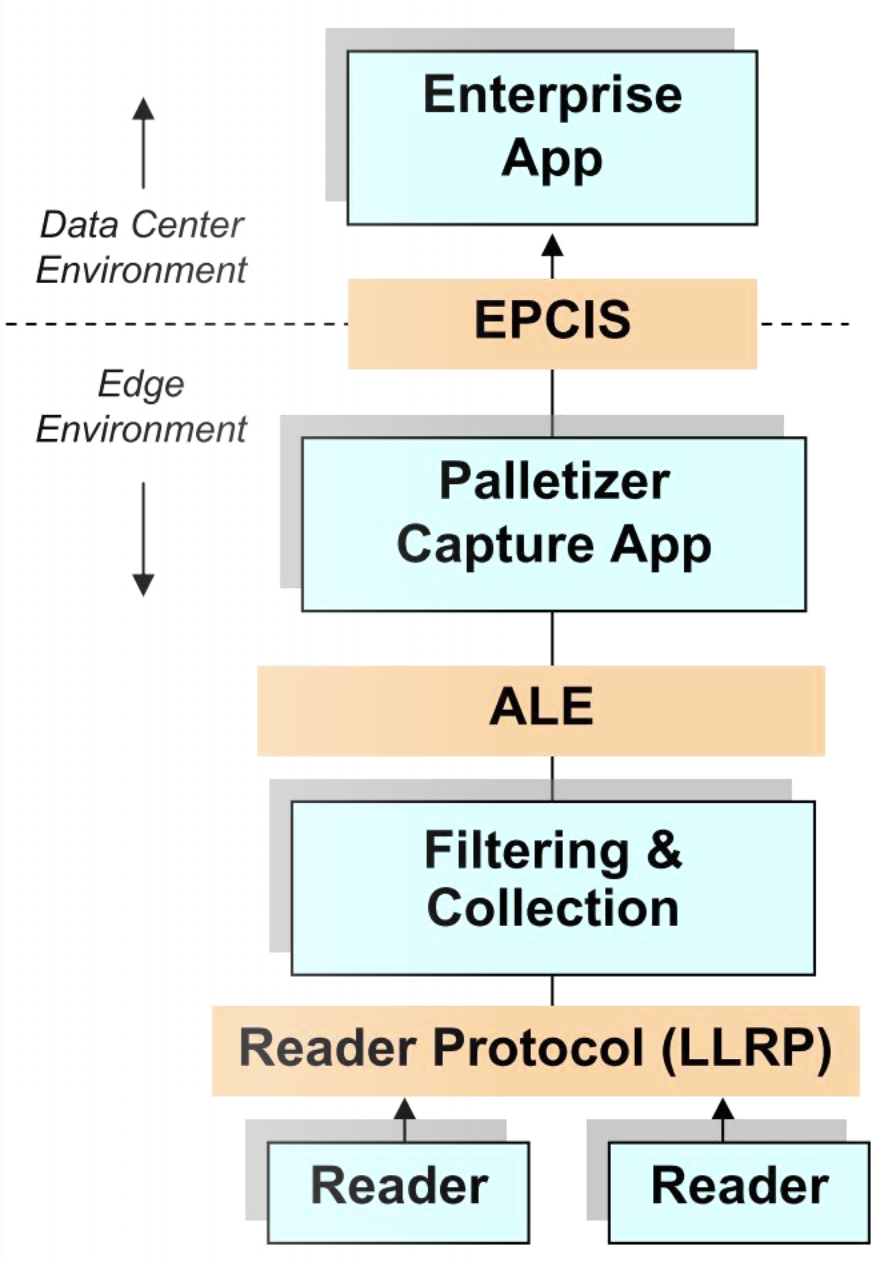 Enterprise
App
Data Center
Environment
EPCIS
Edge
Environment
Palletizer
Capture App
ALE
Filtering &
Collection
Reader Protocol (LLRP)
Reader
Reader